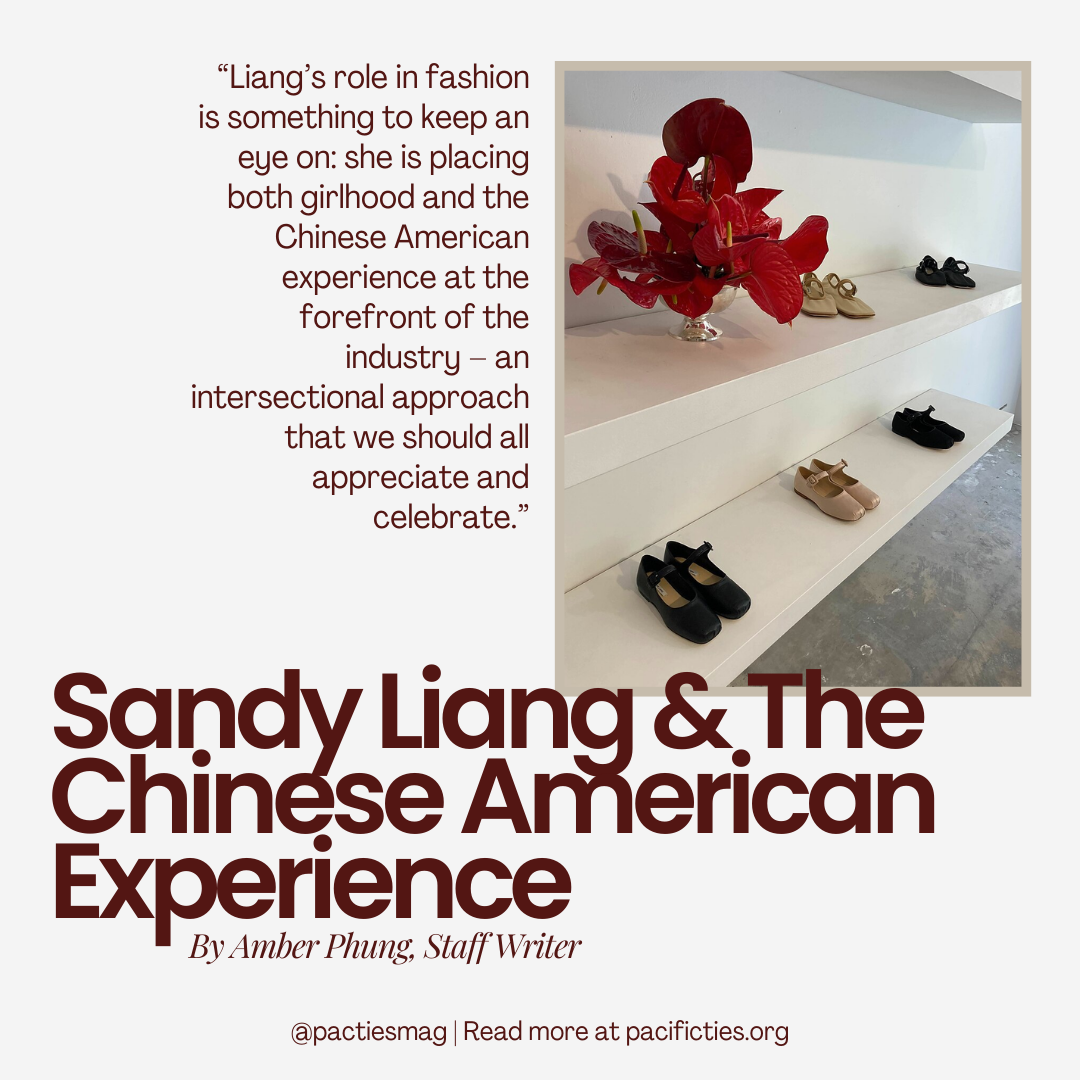 “Liang’s role in fashion
is something to keep an
eye on: she is placing
both girlhood and the
Chinese American
experience at the
forefront of the
industry – an
intersectional approach
that we should all
appreciate and
celebrate.”
Sandy Liang & The
Chinese American
Experience
By Amber Phung, Staff Writer
@pactiesmag | Read more at pacificties.org